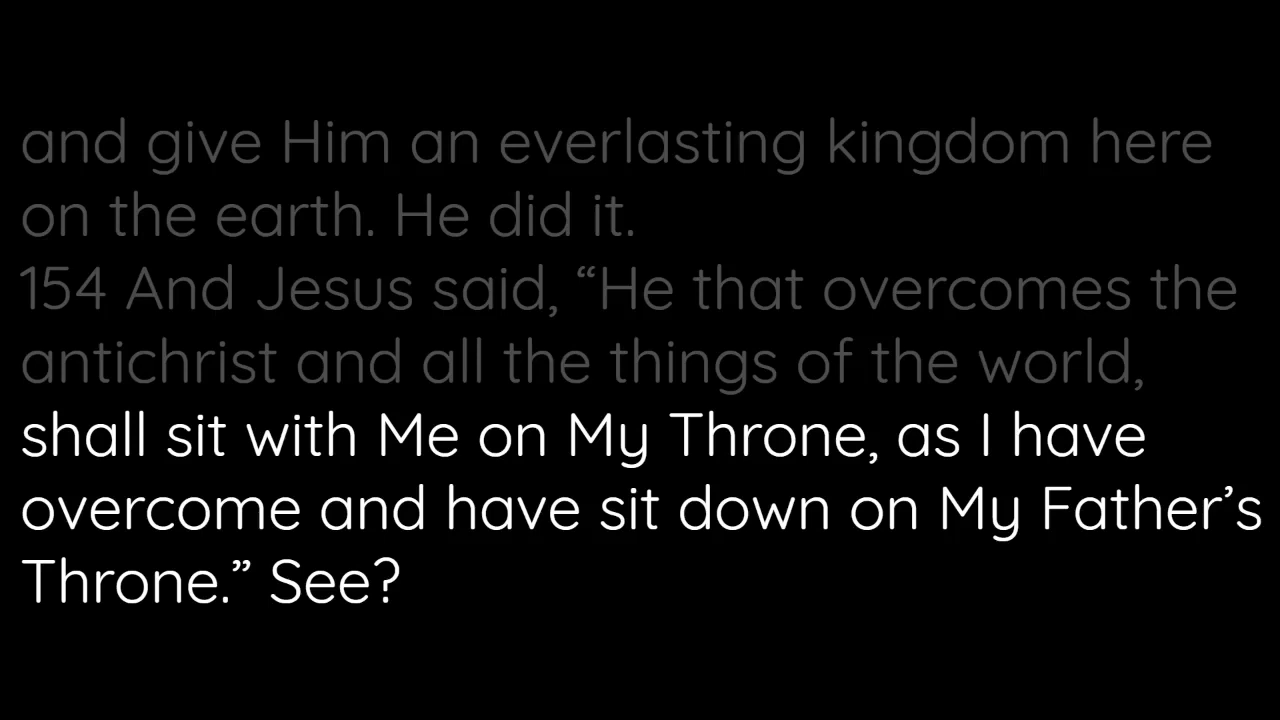 and give Him an everlasting kingdom here
on the earth. He did it.
154 And Jesus said, “He that overcomes the
antichrist and all the things of the world,
shall sit with Me on My Throne, as I have
overcome and have sit down on My Father’s
Throne.” See?